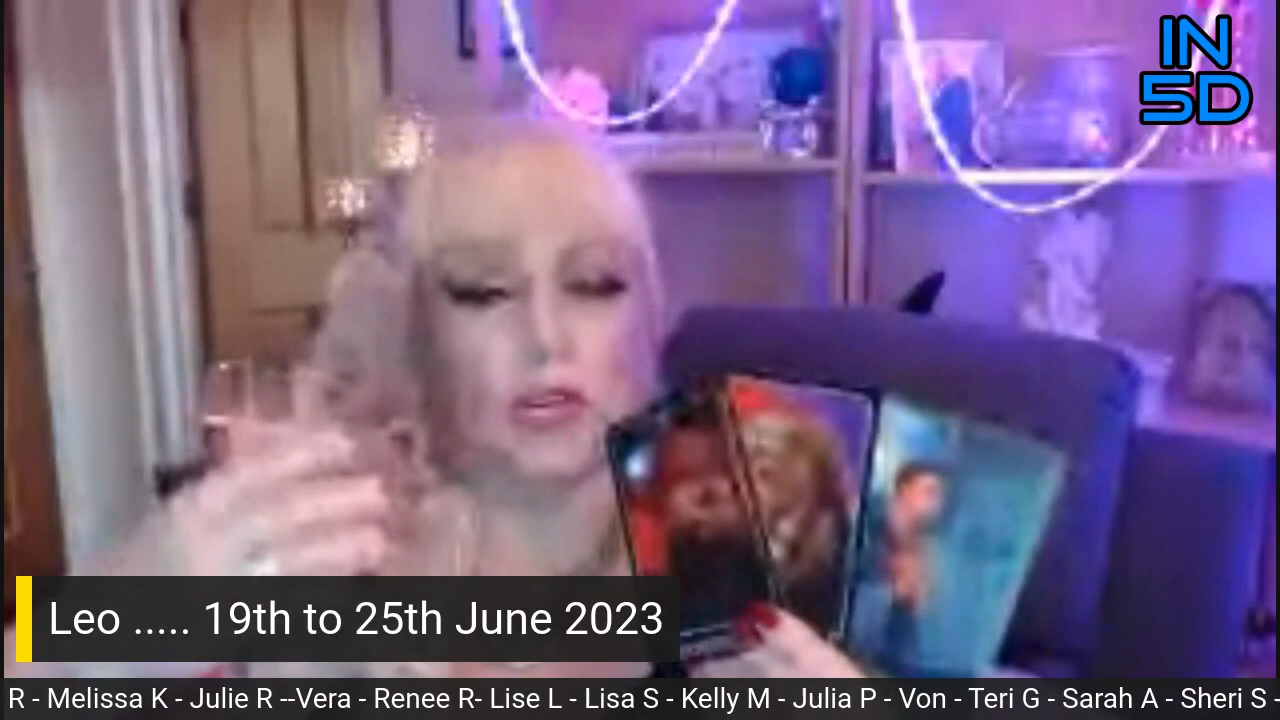 IN
5D
Leo ..... 19th to 25th June 2023
R - Melissa K - Julie R --Vera - Renee R- Lise L - Lisa S - Kelly M - Julia P - Von - Teri G - Sarah A - Sheri S -